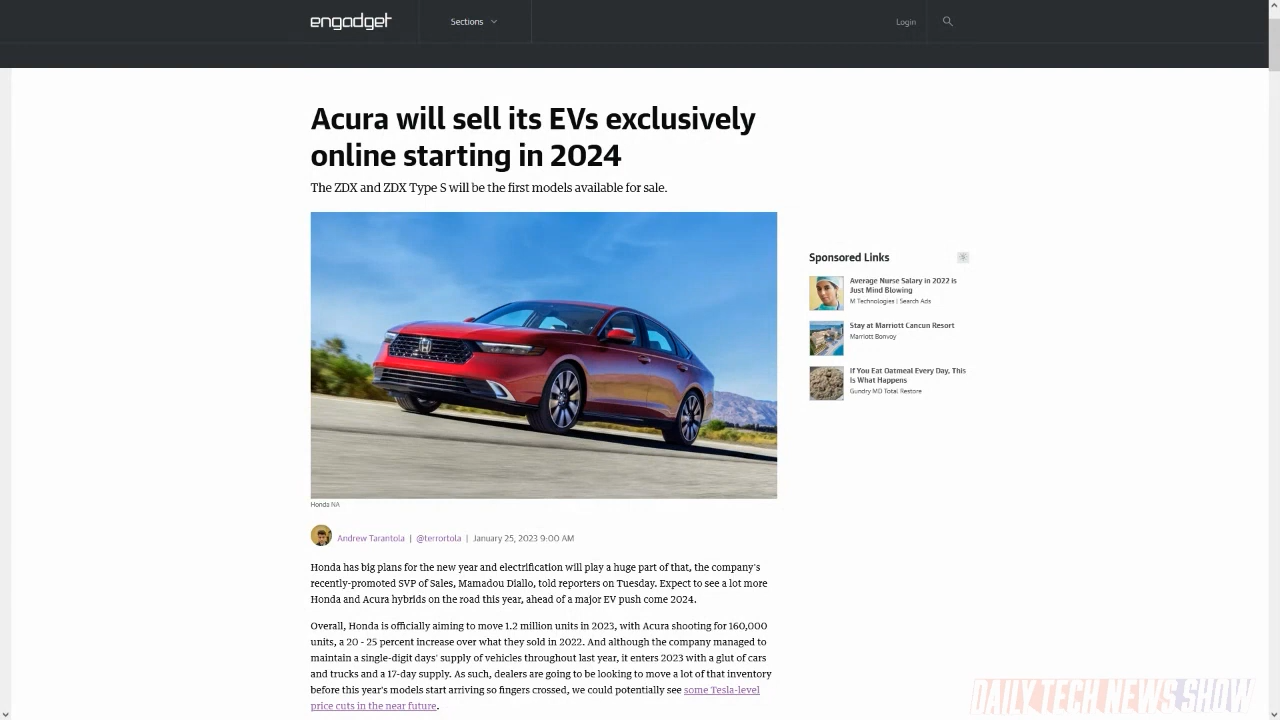 engadget
Sections
Login
Acura will sell its EVs exclusively
online starting in 2024
The ZDX and ZDX Type S will be the first models available for sale.
Sponsored Links
Average Nurse Salary in 2022 is
Just Mind Blowing
M Technologies | Search Ads
Stay at Marriott Cancun Resort
Marriott Bonvoy
If You Eat Oatmeal Every Day, This
Is What Happens
Gundry MD Total Restore
Honda NA
Andrew Tarantola | @terrortola | January 25, 2023 9:00 AM
Honda has big plans for the new year and electrification will play a huge part of that, the company's
recently-promoted SVP of Sales, Mamadou Diallo, told reporters on Tuesday. Expect to see a lot more
Honda and Acura hybrids on the road this year, ahead of a major EV push come 2024.
Overall, Honda is officially aiming to move 1.2 million units in 2023, with Acura shooting for 160,000
units, a 20 - 25 percent increase over what they sold in 2022. And although the company managed to
maintain a single-digit days' supply of vehicles throughout last year, it enters 2023 with a glut of cars
and trucks and a 17-day supply. As such, dealers are going to be looking to move a lot of that inventory
before this year's models start arriving so fingers crossed, we could potentially see some Tesla-level
price cuts in the near future.
DAILY TECH NEWS SHOW